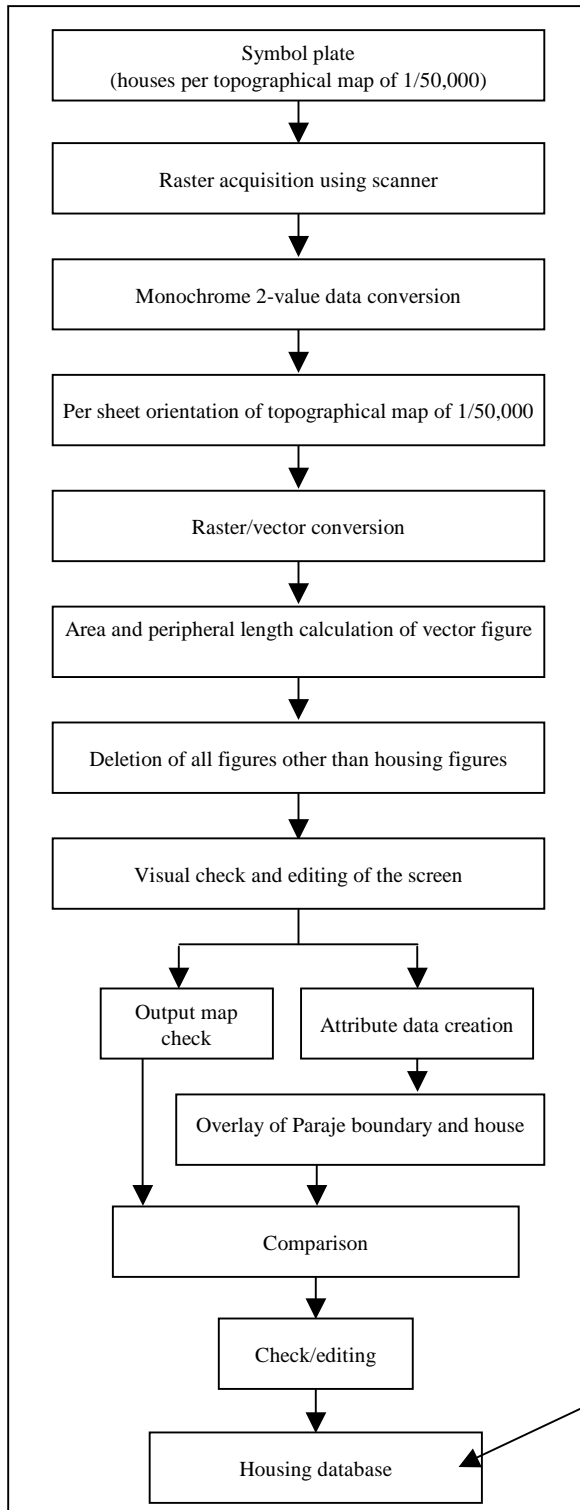 Symbol plate
(houses per topographical map of 1/50,000)
Raster acquisition using scanner
Monochrome 2-value data conversion
Per sheet orientation of topographical map of 1/50,000
Raster/vector conversion
Area and peripheral length calculation of vector figure
Deletion of all figures other than housing figures
Visual check and editing of the screen
Output map
check
Attribute data creation
Overlay of Paraje boundary and house
Comparison
Check/editing
Housing database